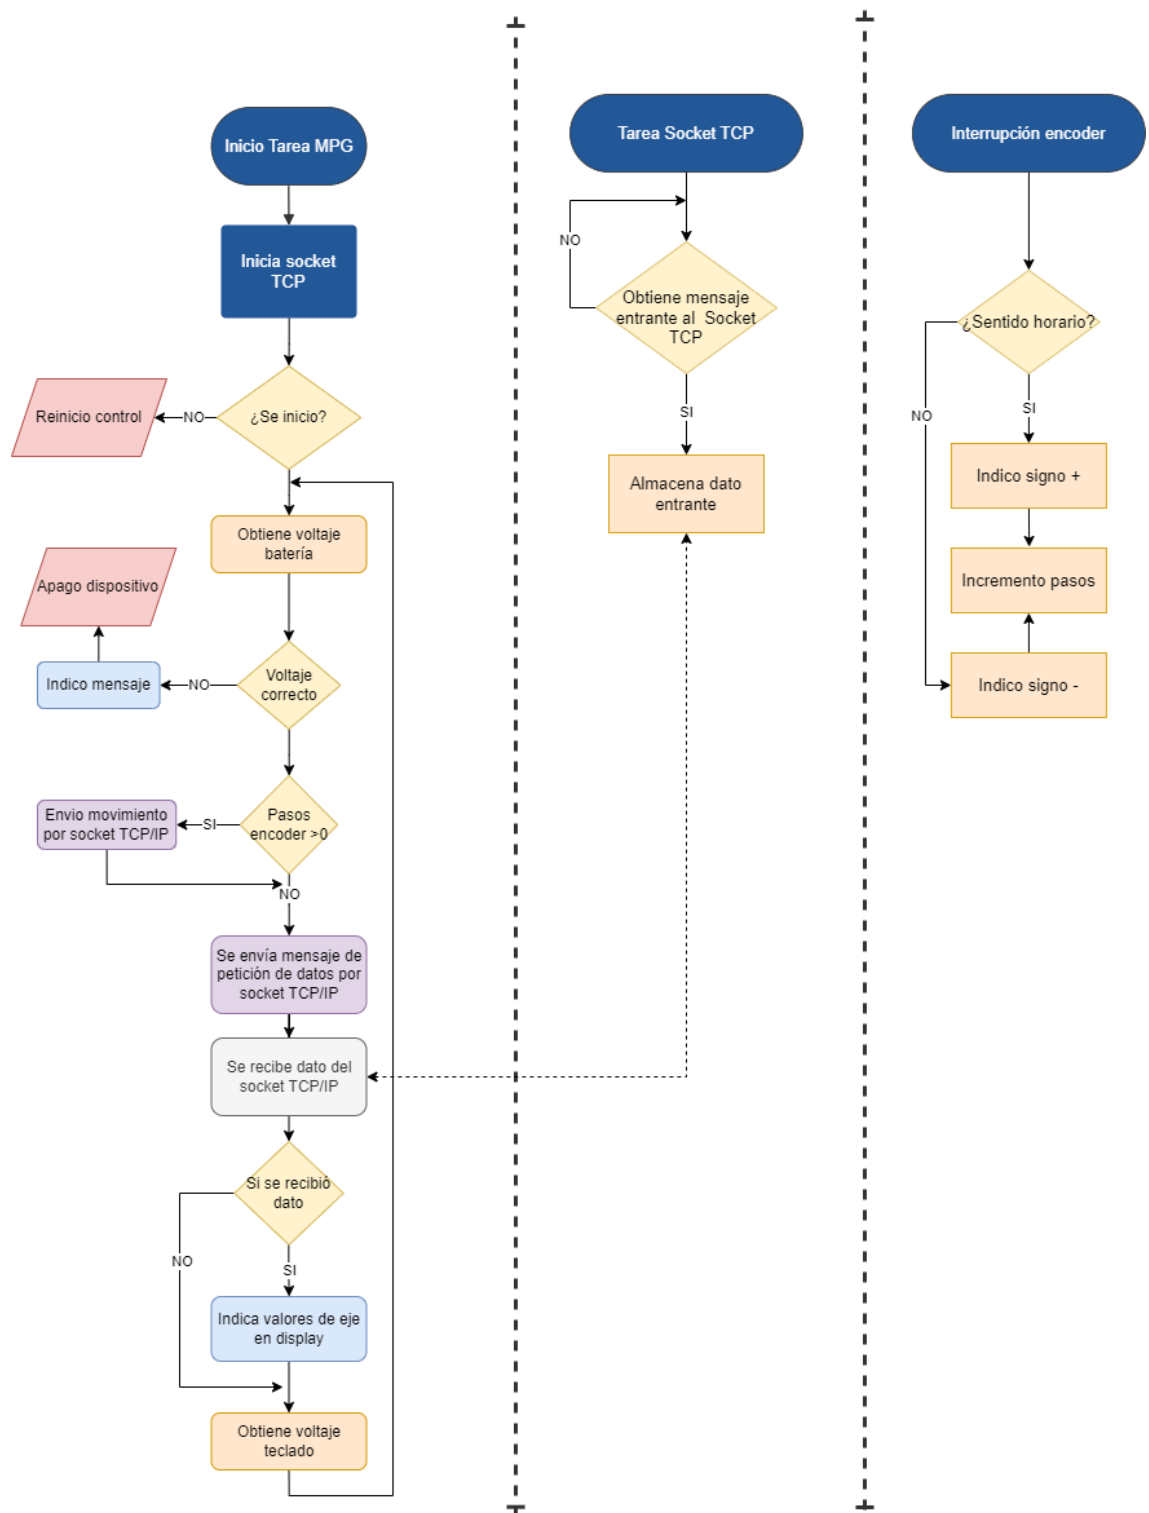 Inicio Tarea MPG
Inicia socket
TCP
¿Se inicio?
NO
Reinicio control
Obtiene voltaje
batería
Apago dispositivo
Voltaje
correcto
NO
Indico mensaje
Pasos
encoder >0
SI
Envio movimiento
por socket TCP/IP
NO
Se envía mensaje de
petición de datos por
socket TCP/IP
Se recibe dato del
socket TCP/IP
Si se recibió
dato
NO
SI
Indica valores de eje
en display
Obtiene voltaje
teclado
Tarea Socket TCP
NO
Obtiene mensaje
entrante al Socket
TCP
SI
Almacena dato
entrante
Interrupción encoder
¿Sentido horario?
NO
SI
Indico signo +
Incremento pasos
Indico signo -